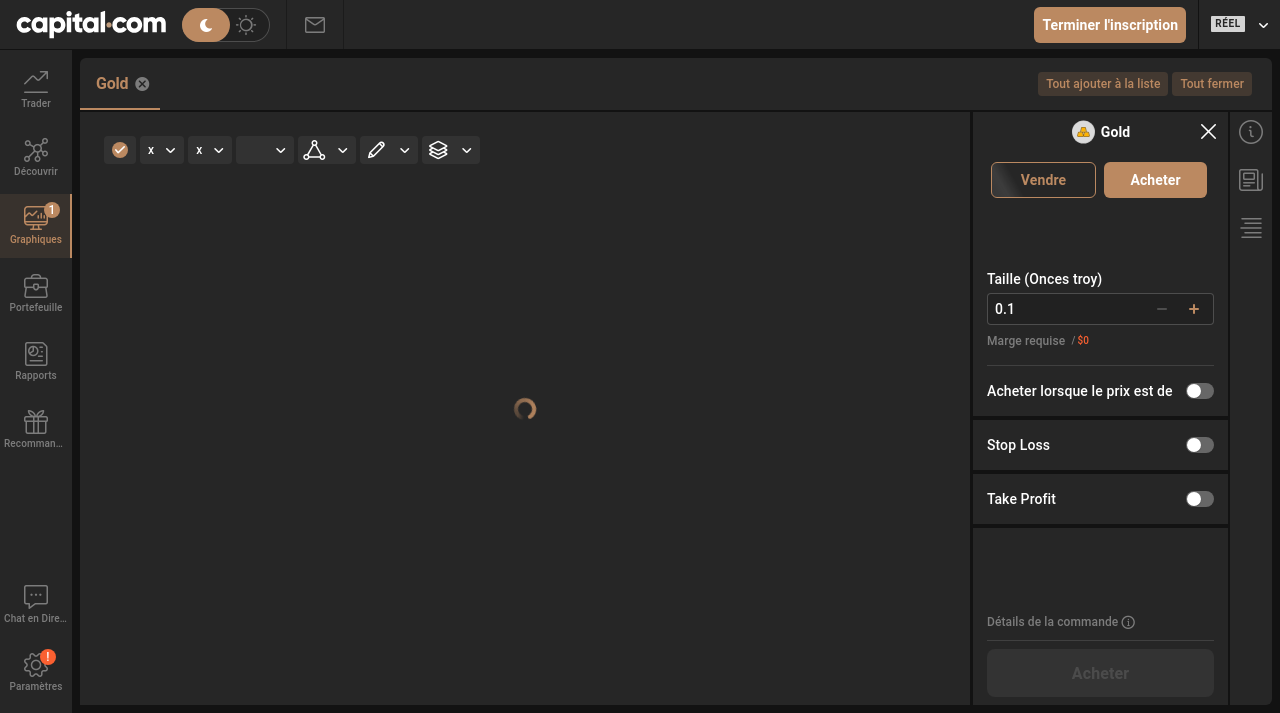 capital.com
Terminer l'inscription
RÉEL
Trader
Découvrir
1
Graphiques
Portefeuille
Rapports
Recomman...
Chat en Dire...
!
Paramètres
Gold
Tout ajouter à la liste
Tout fermer
x
x
Gold
Vendre
Acheter
Taille (Onces troy)
0.1
Marge requise / $0
Acheter lorsque le prix est de
Stop Loss
Take Profit
Détails de la commande
Acheter